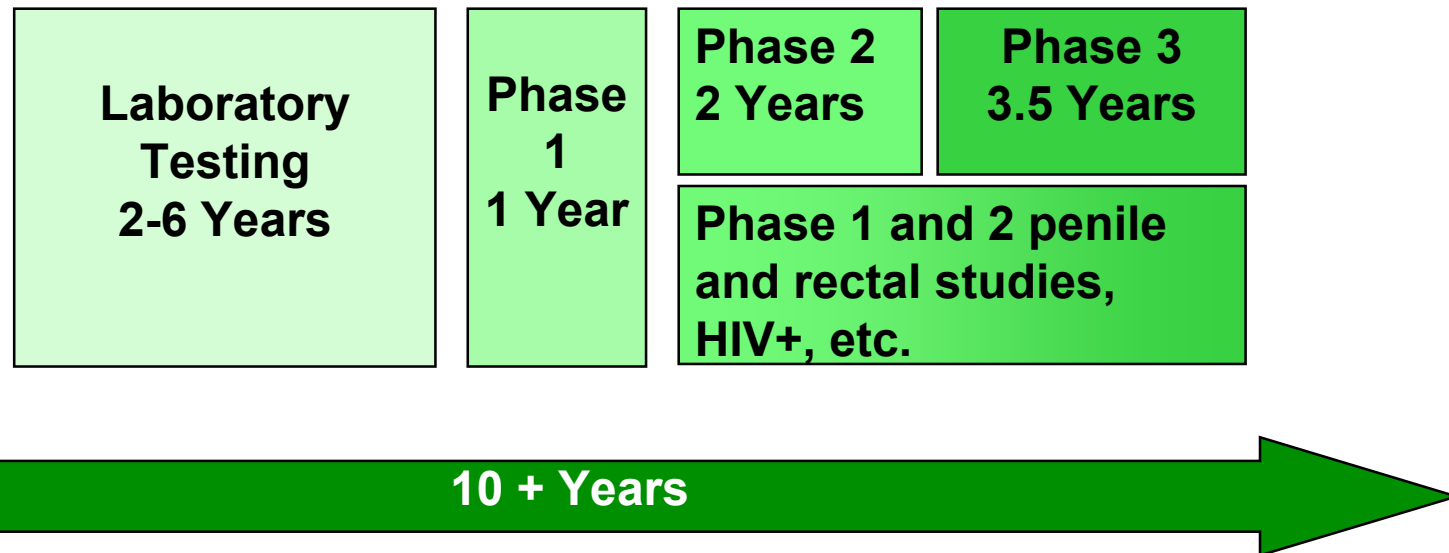 Laboratory
Testing
2-6 Years
Phase
1
1 Year
Phase 2
2 Years
Phase 3
3.5 Years
Phase 1 and 2 penile
and rectal studies,
HIV+, etc.
10 + Years